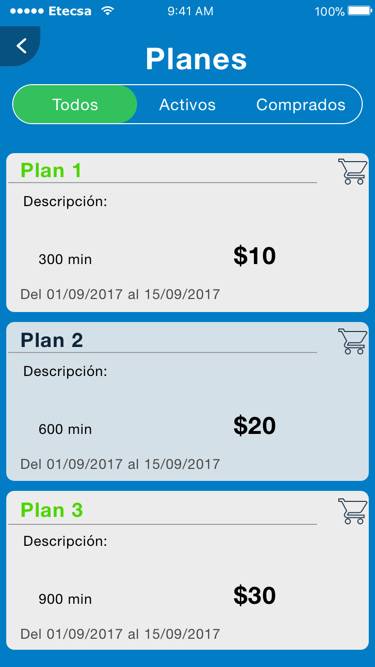 Etecsa 9:41 AM 100%
Planes
Todos Activos Comprados
Plan 1
Descripción:
300 min $10
Del 01/09/2017 al 15/09/2017
Plan 2
Descripción:
600 min $20
Del 01/09/2017 al 15/09/2017
Plan 3
Descripción:
900 min $30
Del 01/09/2017 al 15/09/2017